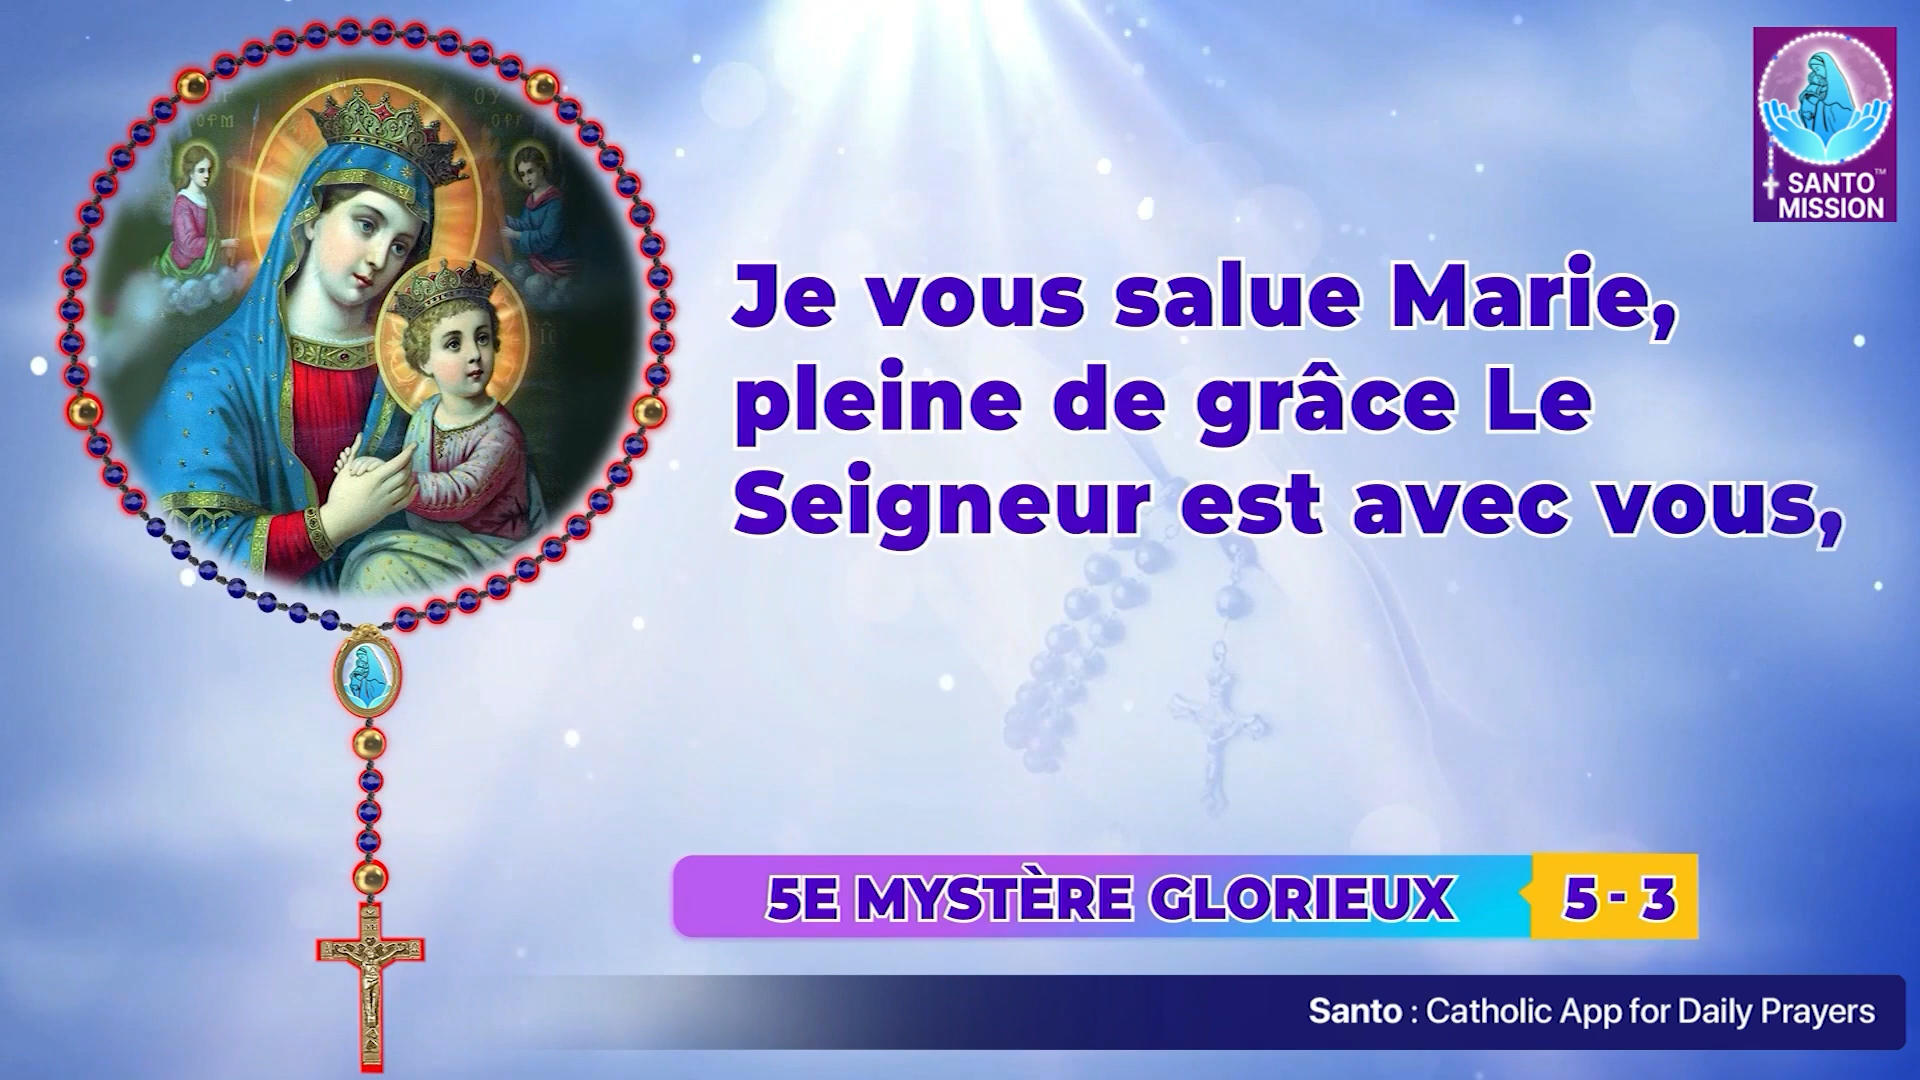 SANTO™
MISSION
Je vous salue Marie,
pleine de grâce Le
Seigneur est avec vous,
5E MYSTÈRE GLORIEUX
5 - 3
Santo : Catholic App for Daily Prayers